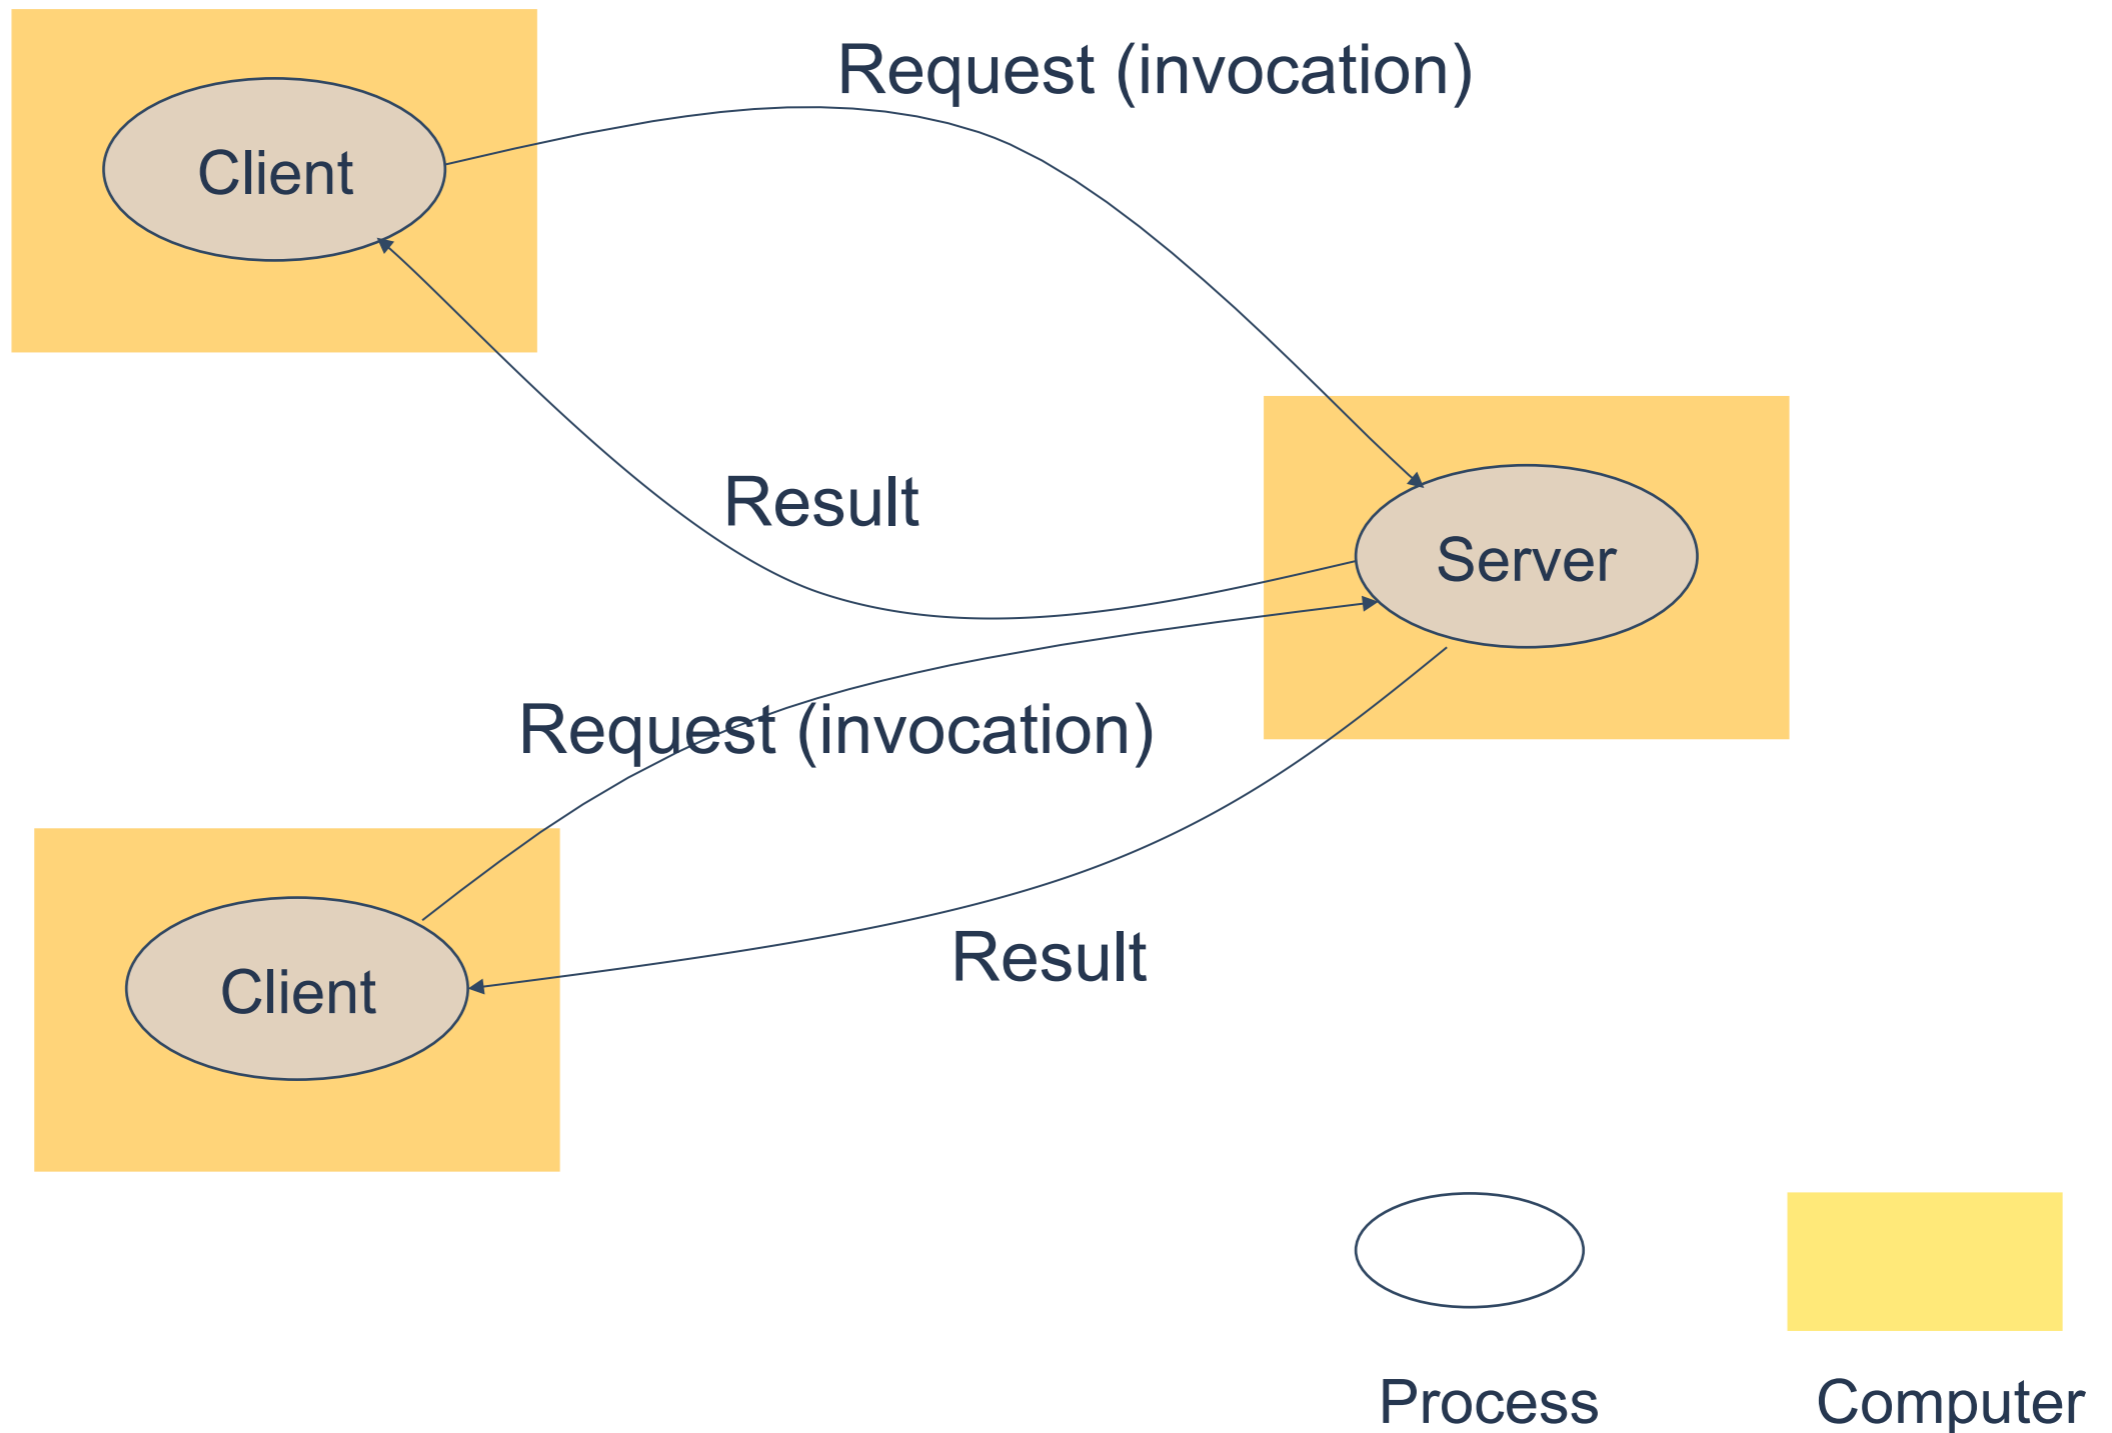 Request (invocation)
Client
Result
Server
Request (invocation)
Result
Client
Process
Computer